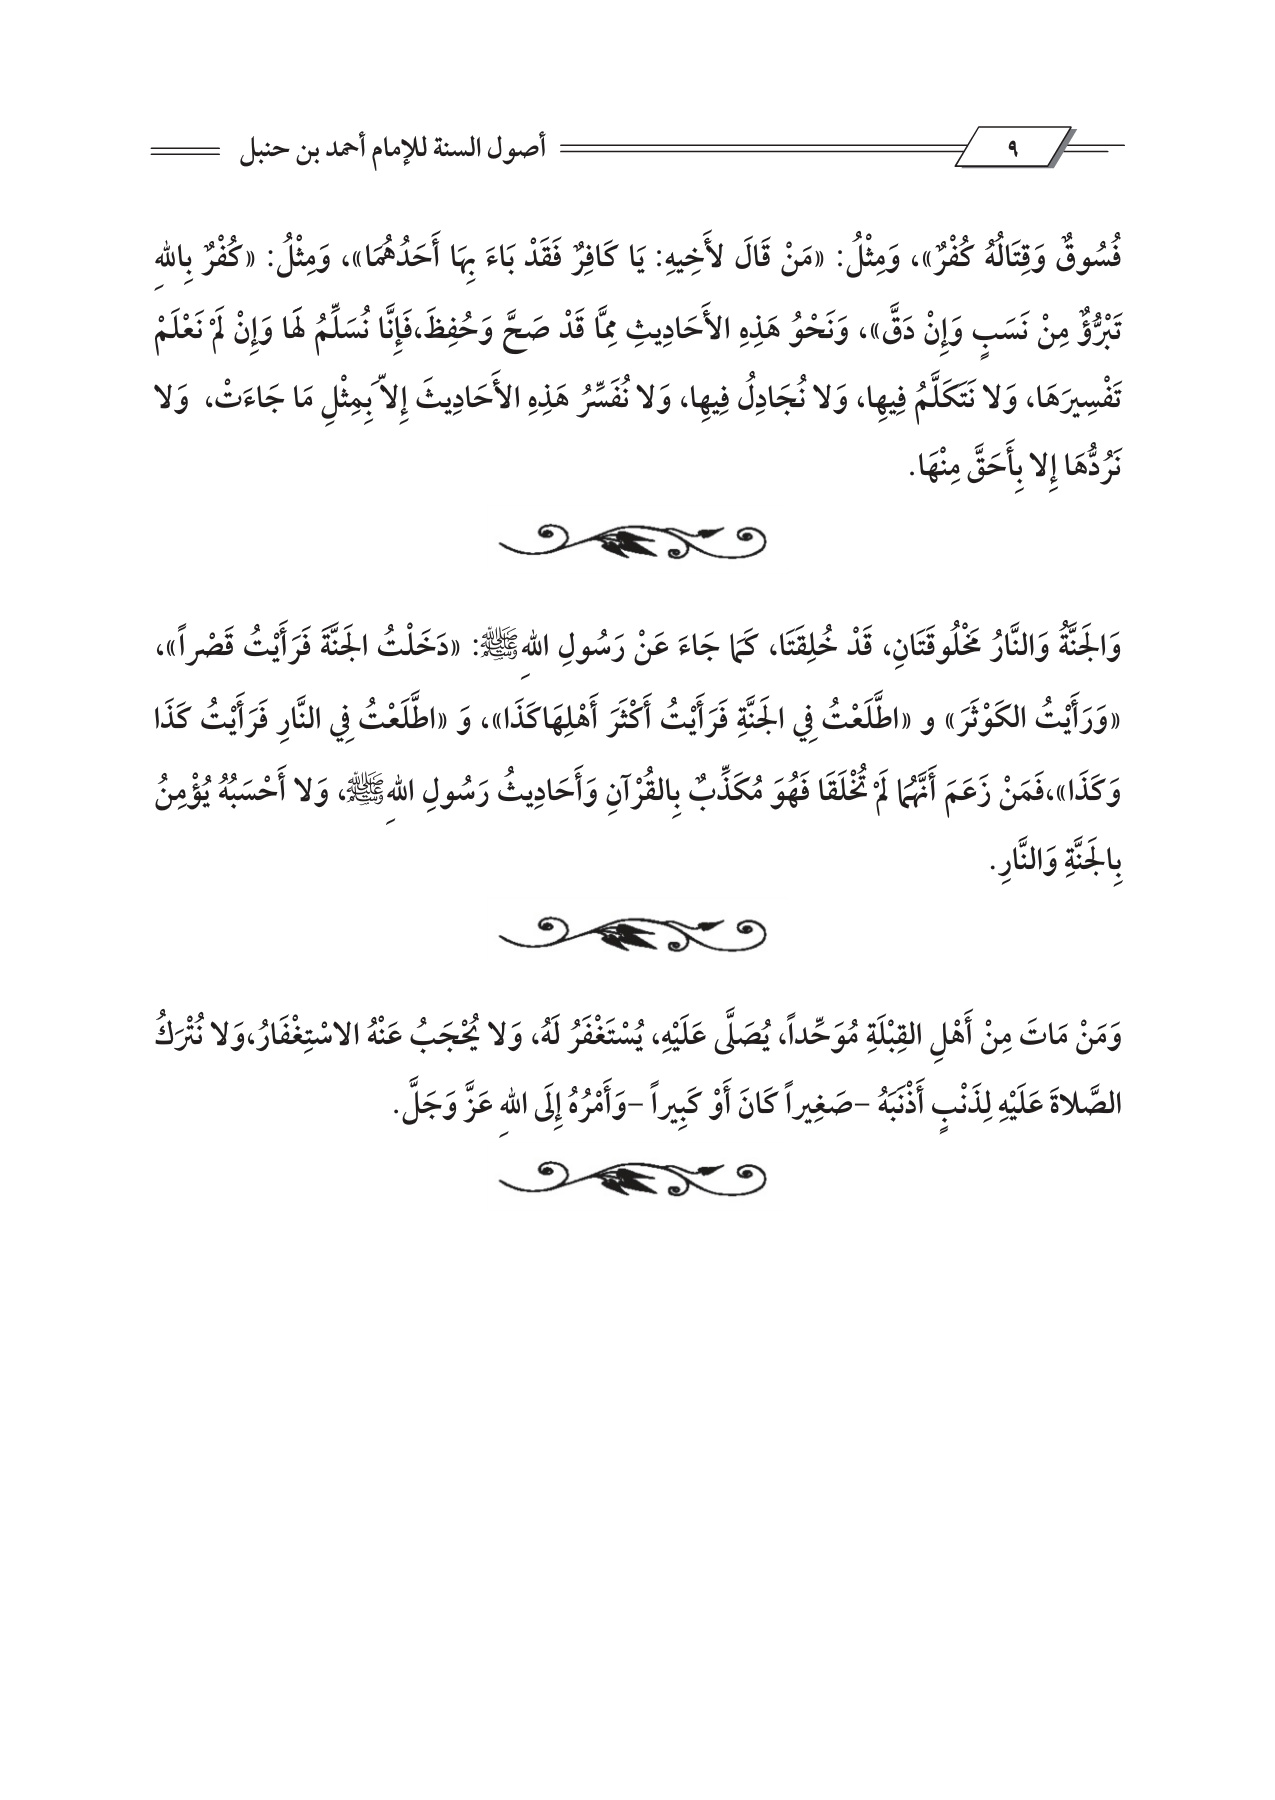 ٩
أصول السنة للإمام أحمد بن حنبل
فُسُوقٌ وَقِتَالُهُ كُفْرٌ»، وَمِثْلُ: «مَنْ قَالَ لأَخِيهِ: يَا كَافِرٌ فَقَدْ بَاءَ بِهَا أَحَدُهُمَا»، وَمِثْلُ: «كُفْرٌ بِاللهِ
تَبْرُّؤٌ مِنْ نَسَبٍ وَإِنْ دَقَّ»، وَنَحْوُ هَذِهِ الأَحَادِيثِ مِمَّا قَدْ صَحَّ وَحُفِظَ،فَإِنَّا نُسَلِّمُ لَهَا وَإِنْ لَمْ نَعْلَمْ
تَفْسِيرَهَا، وَلا نَتَكَلَّمُ فِيهِا، وَلا نُجَادِلُ فِيهِا، وَلا نُفَسِّرُ هَذِهِ الأَحَادِيثَ إِلاّ َبِمِثْلِ مَا جَاءَتْ، وَلا
نَرُدُّهَا إِلا بِأَحَقَّ مِنْهَا.
وَالجَنَّةُ وَالنَّارُ مَخْلُوقَتَانِ، قَدْ خُلِقَتَا، كَمَا جَاءَ عَنْ رَسُولِ اللهِ ﷺ: «دَخَلْتُ الجَنَّةَ فَرَأَيْتُ قَصْراً»،
«وَرَأَيْتُ الكَوْثَرَ» و «اطَّلَعْتُ فِي الجَنَّةِ فَرَأَيْتُ أَكْثَرَ أَهْلِهَاكَذَا»، وَ «اطَّلَعْتُ فِي النَّارِ فَرَأَيْتُ كَذَا
وَكَذَا»،فَمَنْ زَعَمَ أَنَّهُمَا لَمْ تُخْلَقَا فَهُوَ مُكَذِّبٌ بِالقُرْآنِ وَأَحَادِيثُ رَسُولِ اللهِ ﷺ، وَلا أَحْسَبُهُ يُؤْمِنُ
بِالجَنَّةِ وَالنَّارِ.
وَمَنْ مَاتَ مِنْ أَهْلِ القِبْلَةِ مُوَحِّداً، يُصَلَّى عَلَيْهِ، يُسْتَغْفَرُ لَهُ، وَلا يُحْجَبُ عَنْهُ الاسْتِغْفَارُ،وَلا نُتْرَكُ
الصَّلاةَ عَلَيْهِ لِذَنْبٍ أَذْنَبَهُ –صَغِيراً كَانَ أَوْ كَبِيراً –وَأَمْرُهُ إِلَى اللهِ عَزَّ وَجَلَّ.